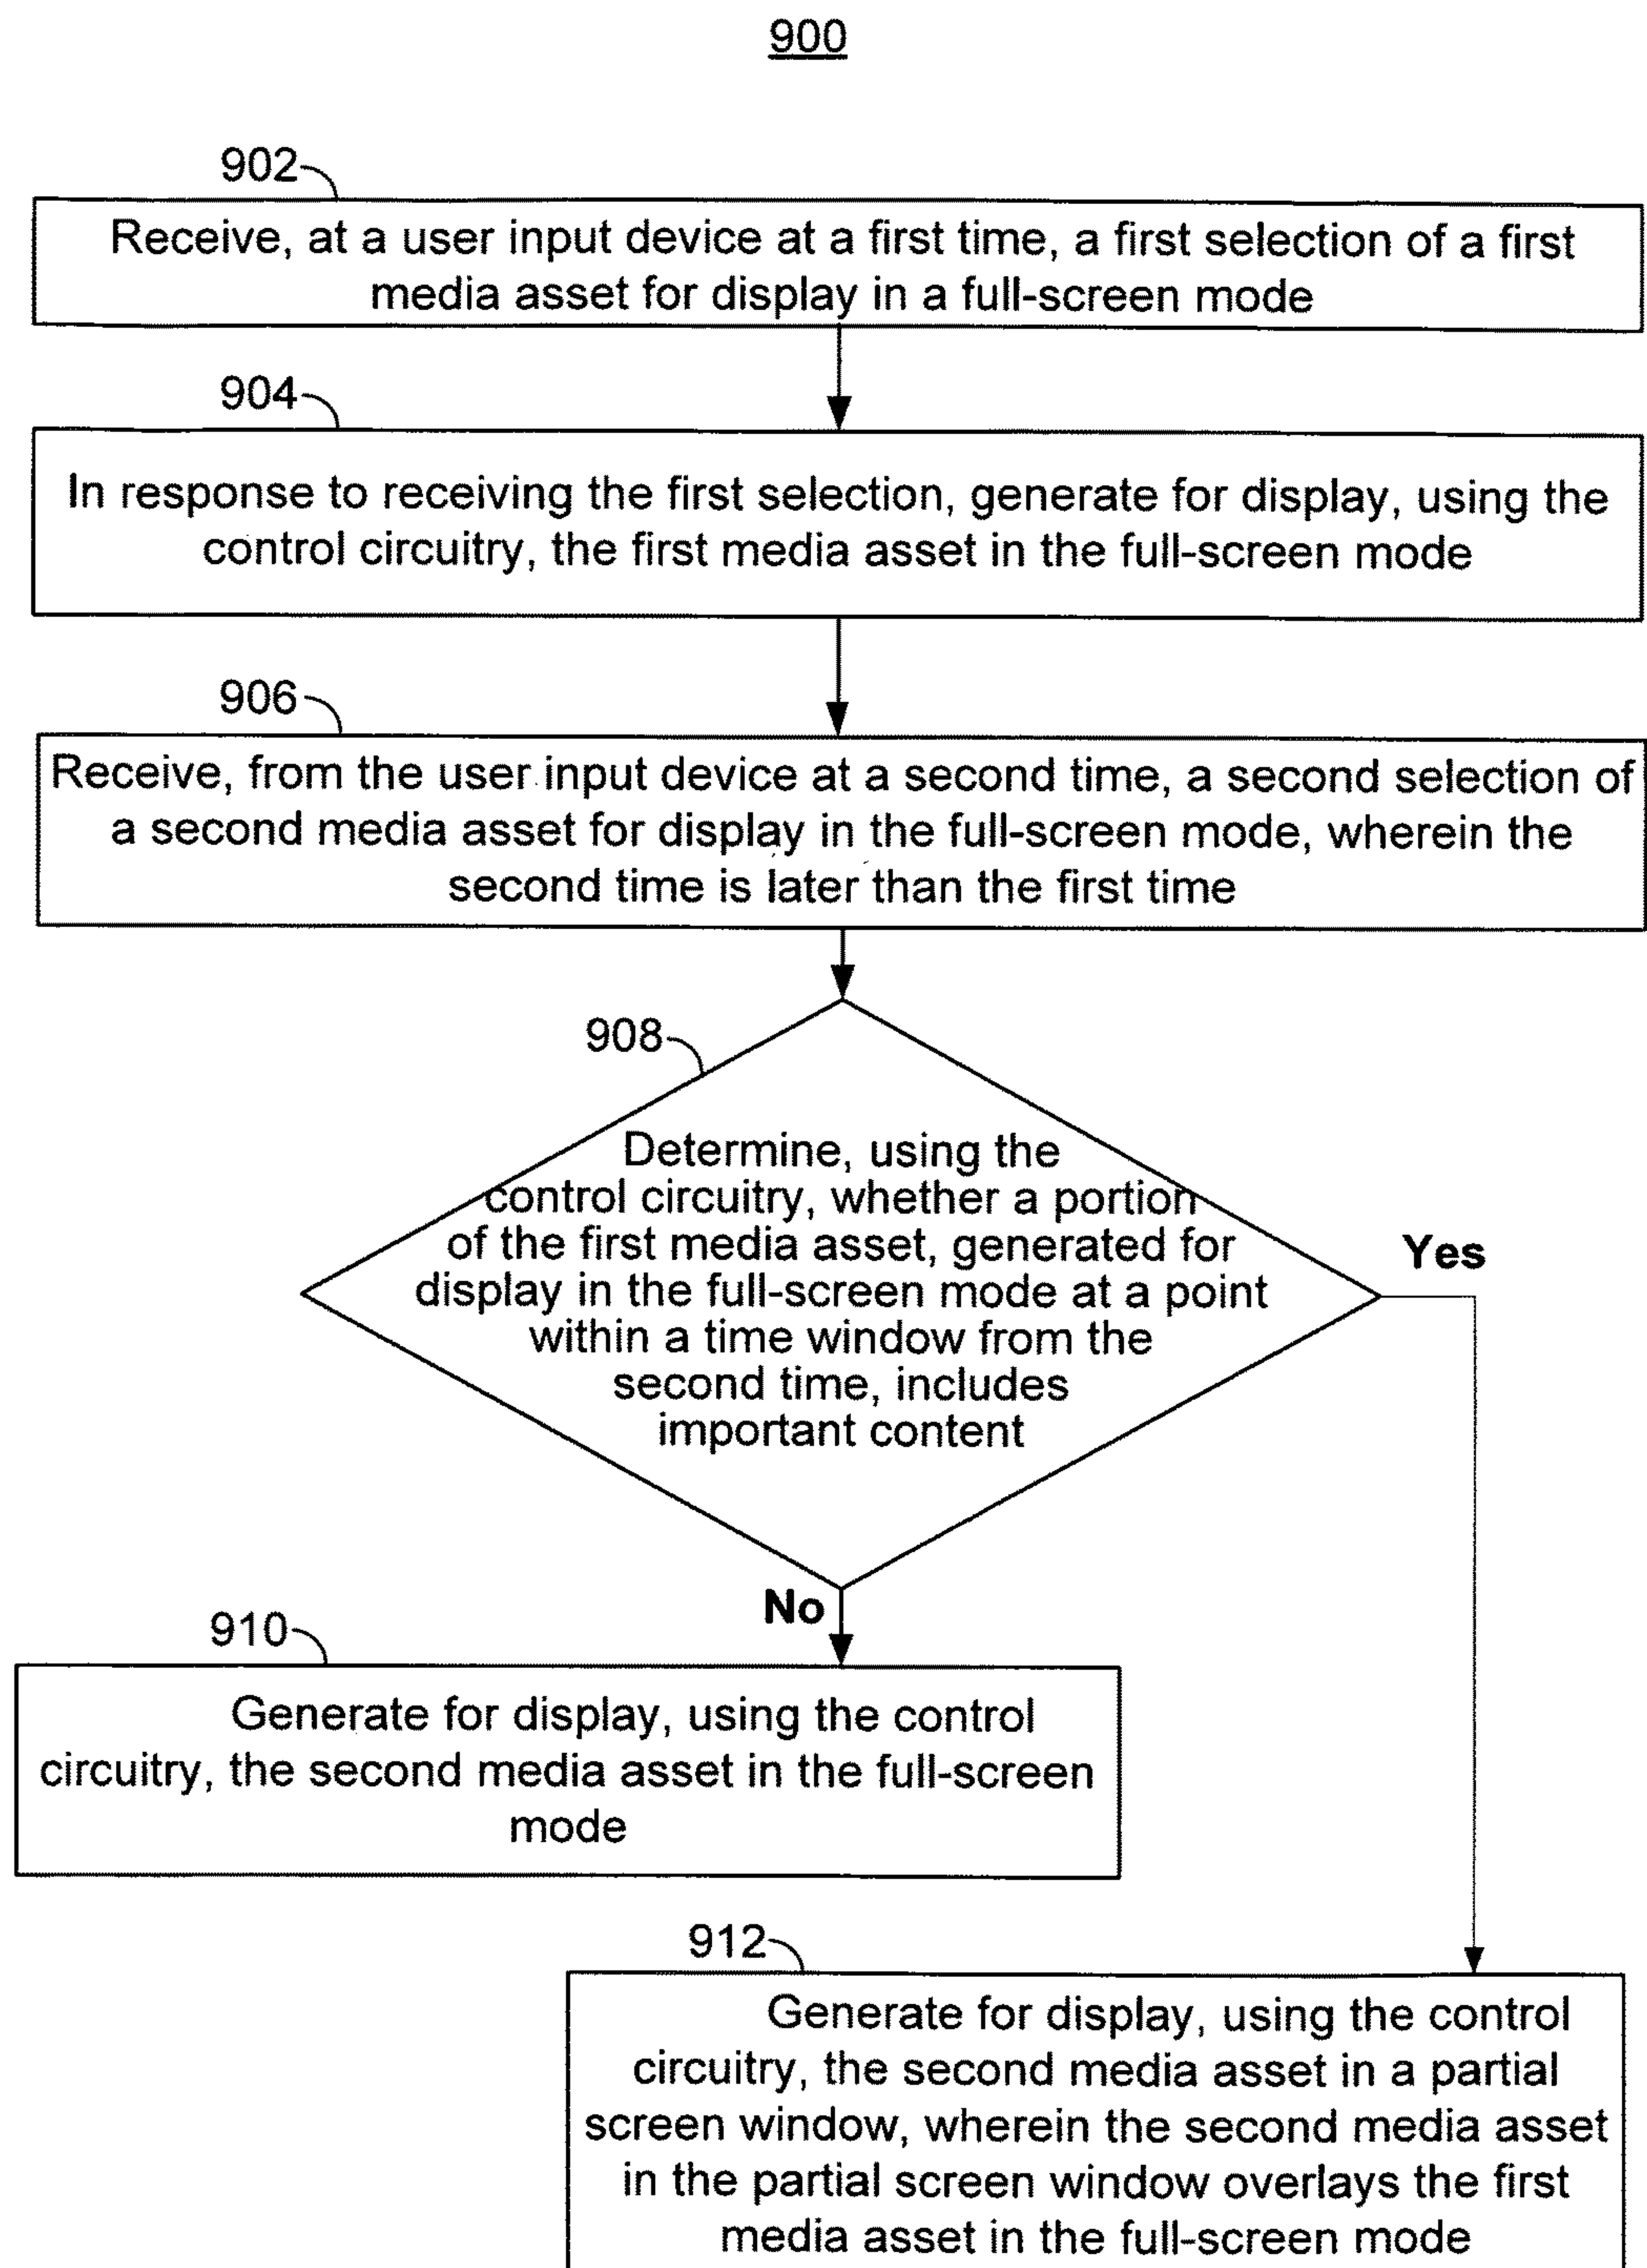 900
902
Receive, at a user input device at a first time, a first selection of a first
media asset for display in a full-screen mode
904
In response to receiving the first selection, generate for display, using the
control circuitry, the first media asset in the full-screen mode
906
Receive, from the user input device at a second time, a second selection of
a second media asset for display in the full-screen mode, wherein the
second time is later than the first time
908
Determine, using the
control circuitry, whether a portion
of the first media asset, generated for
display in the full-screen mode at a point
within a time window from the
second time, includes
important content
Yes
No
910
Generate for display, using the control
circuitry, the second media asset in the full-screen
mode
912
Generate for display, using the control
circuitry, the second media asset in a partial
screen window, wherein the second media asset
in the partial screen window overlays the first
media asset in the full-screen mode